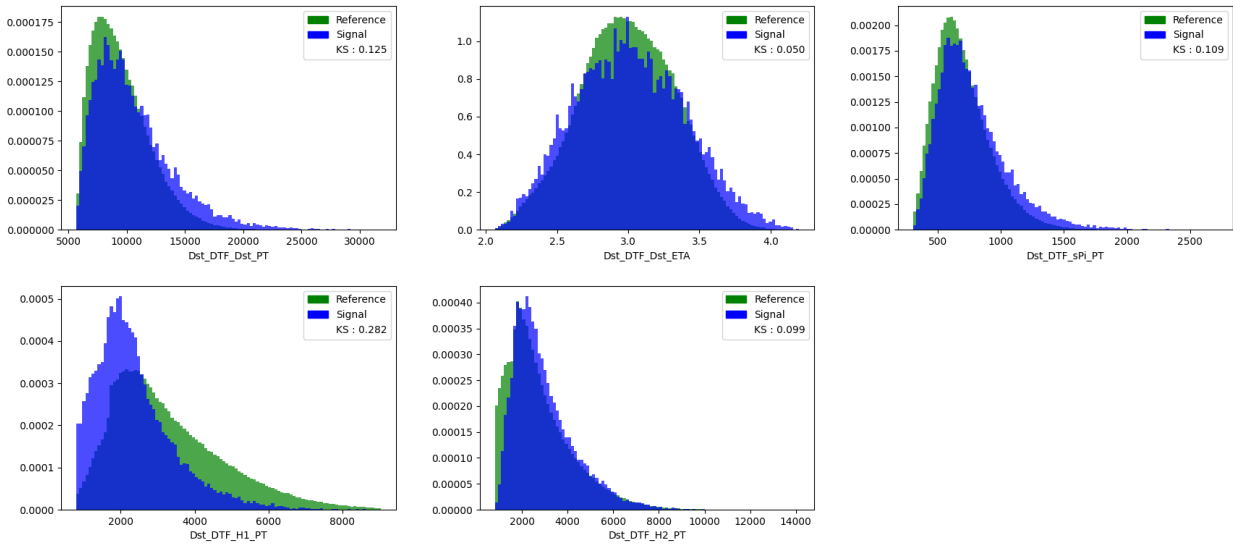 0.000175
0.000150
0.000125
0.000100
0.000075
0.000050
0.000025
0.000000
5000 10000 15000 20000 25000 30000
Dst_DTF_Dst_PT
Reference
Signal
KS : 0.125
1.0
0.8
0.6
0.4
0.2
0.0
2.0 2.5 3.0 3.5 4.0
Dst_DTF_Dst_ETA
Reference
Signal
KS : 0.050
0.00200
0.00175
0.00150
0.00125
0.00100
0.00075
0.00050
0.00025
0.00000
500 1000 1500 2000 2500
Dst_DTF_sPi_PT
Reference
Signal
KS : 0.109
0.0005
0.0004
0.0003
0.0002
0.0001
0.0000
2000 4000 6000 8000
Dst_DTF_H1_PT
Reference
Signal
KS : 0.282
0.00040
0.00035
0.00030
0.00025
0.00020
0.00015
0.00010
0.00005
0.00000
2000 4000 6000 8000 10000 12000 14000
Dst_DTF_H2_PT
Reference
Signal
KS : 0.099